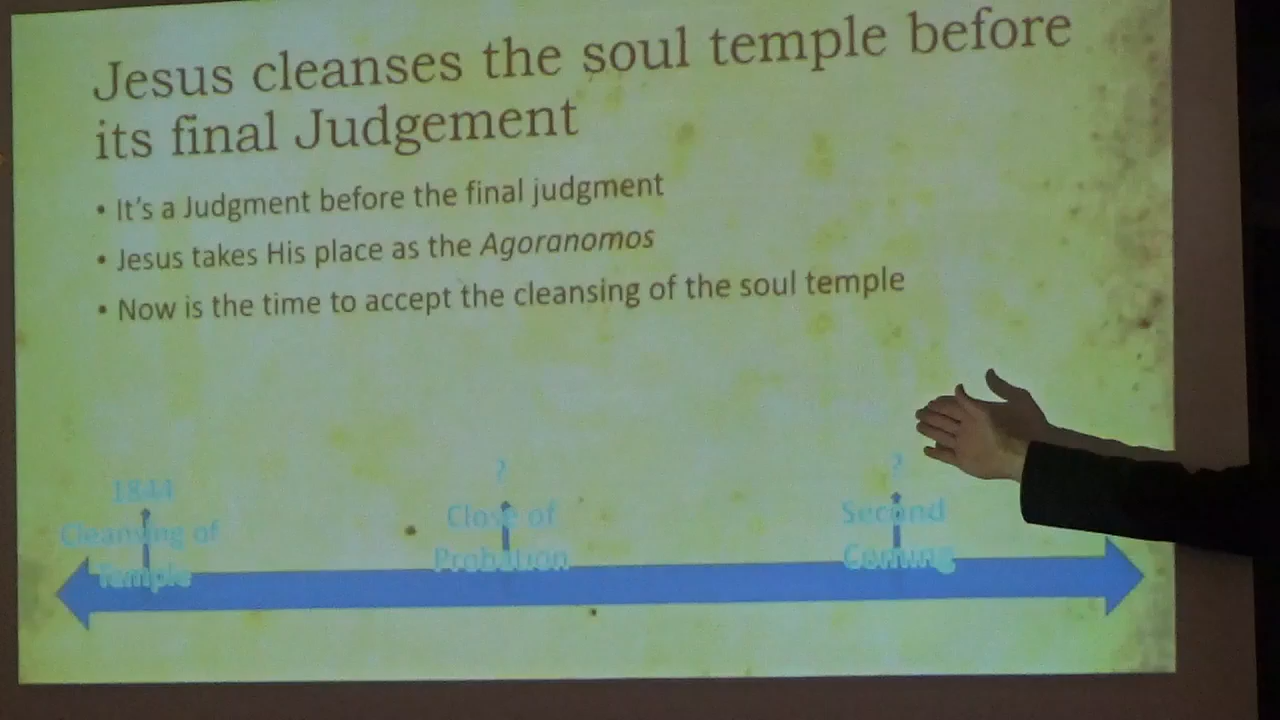 Jesus cleanses the soul temple before
its final Judgement
• It's a Judgment before the final judgment
• Jesus takes His place as the Agoranomos
• Now is the time to accept the cleansing of the soul temple
1844
Cleansing of
Temple
?
Close of
Probation
?
Second
Coming